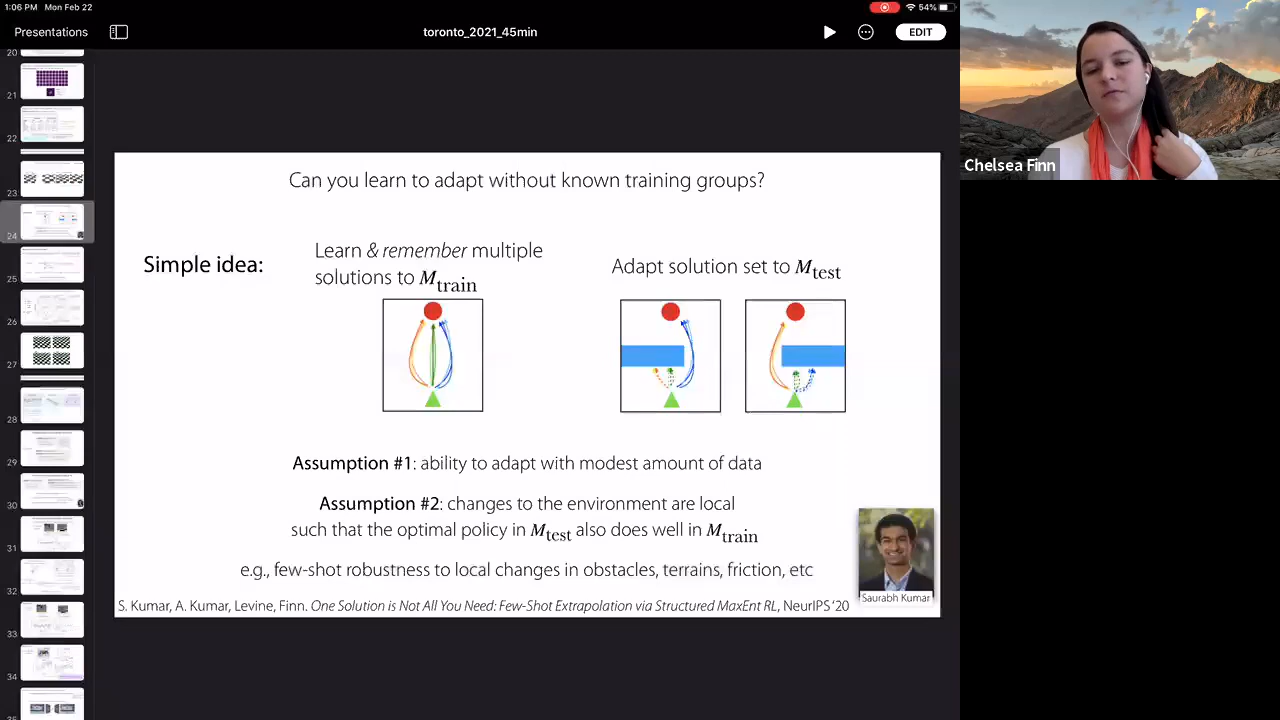 1:06 PM Mon Feb 22
54%
Presentations
toronto_2021_45min
EDIT
20
21
22
23
24
25
26
27
28
29
30
31
32
33
34
Chelsea Finn
Can you learn to adapt without known training groups?
Simple idea:
Learn & remember multiple
solutions to Mtrain
Adapt solution set to Mtest
Assumption #1: ability to adapt with modest amount of data
Assumption #2: changes to the environment are local
such that the optimal policy in Mtest also does well in Mtrain
e.g., few-shot robustness to local changes in obstacles, terrains, friction, etc
Saurabh Kumar
S. Kumar, A. Kumar, Levine, Finn. One Solution is Not All You Need: Few-Shot Extrapolation via Structured MaxEnt RL, NeurIPS '20